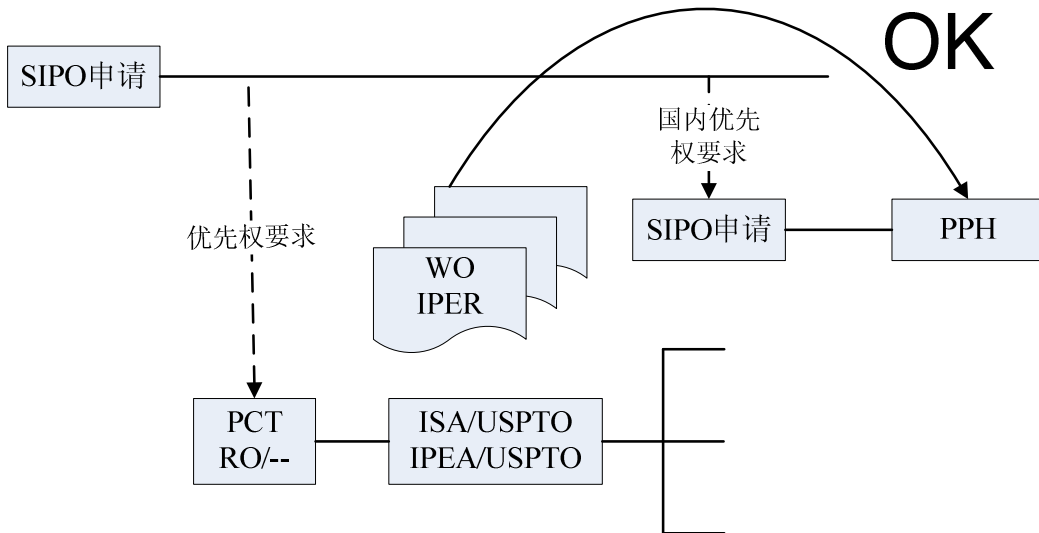 OK
SIPO申请
国内优先
权要求
SIPO申请
PPH
优先权要求
WO
IPER
PCT
RO/--
ISA/USPTO
IPEA/USPTO